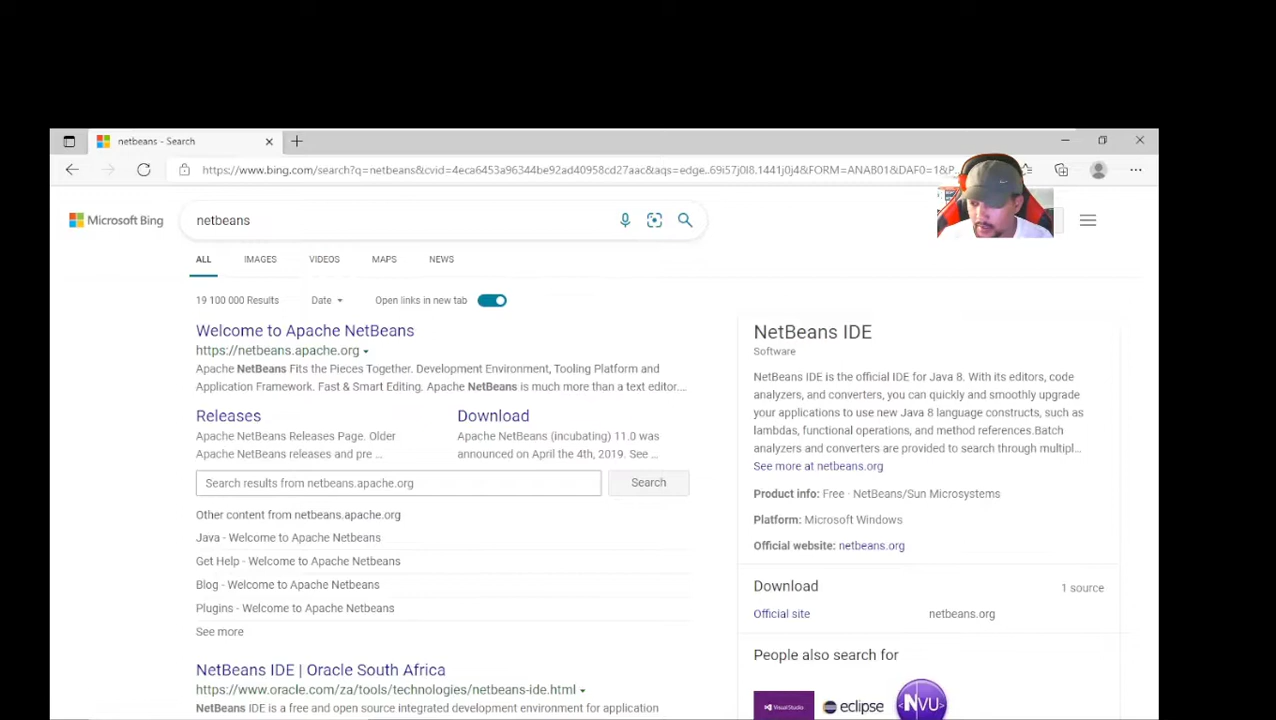 netbeans - Search
https://www.bing.com/search?q=netbeans&cvid=4eca6453a96344be92ad40958cd27aac&aqs=edge..69i57j0l8.1441j0j4&FORM=ANAB01&DAF0=1&P...
Microsoft Bing
netbeans
ALL IMAGES VIDEOS MAPS NEWS
19 100 000 Results Date Open links in new tab
Welcome to Apache NetBeans
https://netbeans.apache.org
Apache NetBeans Fits the Pieces Together. Development Environment, Tooling Platform and
Application Framework. Fast & Smart Editing. Apache NetBeans is much more than a text editor....
Releases
Apache NetBeans Releases Page. Older
Apache NetBeans releases and pre ...
Download
Apache NetBeans (incubating) 11.0 was
announced on April the 4th, 2019. See ...
Search results from netbeans.apache.org Search
Other content from netbeans.apache.org
Java - Welcome to Apache Netbeans
Get Help - Welcome to Apache Netbeans
Blog - Welcome to Apache Netbeans
Plugins - Welcome to Apache Netbeans
See more
NetBeans IDE | Oracle South Africa
https://www.oracle.com/za/tools/technologies/netbeans-ide.html
NetBeans IDE is a free and open source integrated development environment for application
NetBeans IDE
Software
NetBeans IDE is the official IDE for Java 8. With its editors, code
analyzers, and converters, you can quickly and smoothly upgrade
your applications to use new Java 8 language constructs, such as
lambdas, functional operations, and method references.Batch
analyzers and converters are provided to search through multipl...
See more at netbeans.org
Product info: Free · NetBeans/Sun Microsystems
Platform: Microsoft Windows
Official website: netbeans.org
Download 1 source
Official site netbeans.org
People also search for
Visual Studio
eclipse
NVU